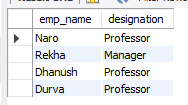 emp_name designation
Naro Professor
Rekha Manager
Dhanush Professor
Durva Professor